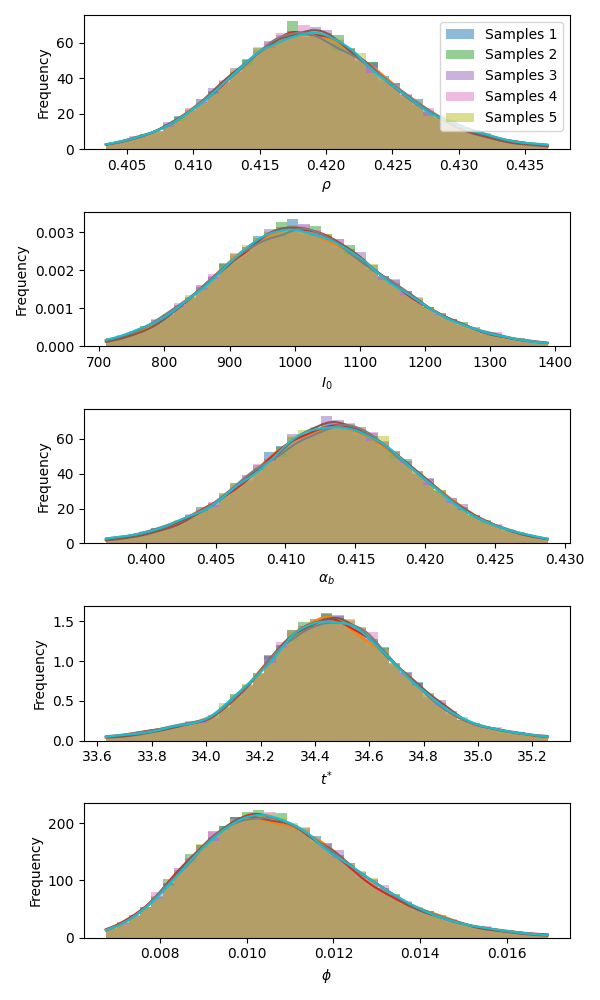 60
40
20
0
Frequency
Samples 1
Samples 2
Samples 3
Samples 4
Samples 5
0.405 0.410 0.415 0.420 0.425 0.430 0.435
ρ
0.003
0.002
0.001
0.000
Frequency
700 800 900 1000 1100 1200 1300 1400
I₀
60
40
20
0
Frequency
0.400 0.405 0.410 0.415 0.420 0.425 0.430
α_b
1.5
1.0
0.5
0.0
Frequency
33.6 33.8 34.0 34.2 34.4 34.6 34.8 35.0 35.2
t*
200
100
0
Frequency
0.008 0.010 0.012 0.014 0.016
ϕ